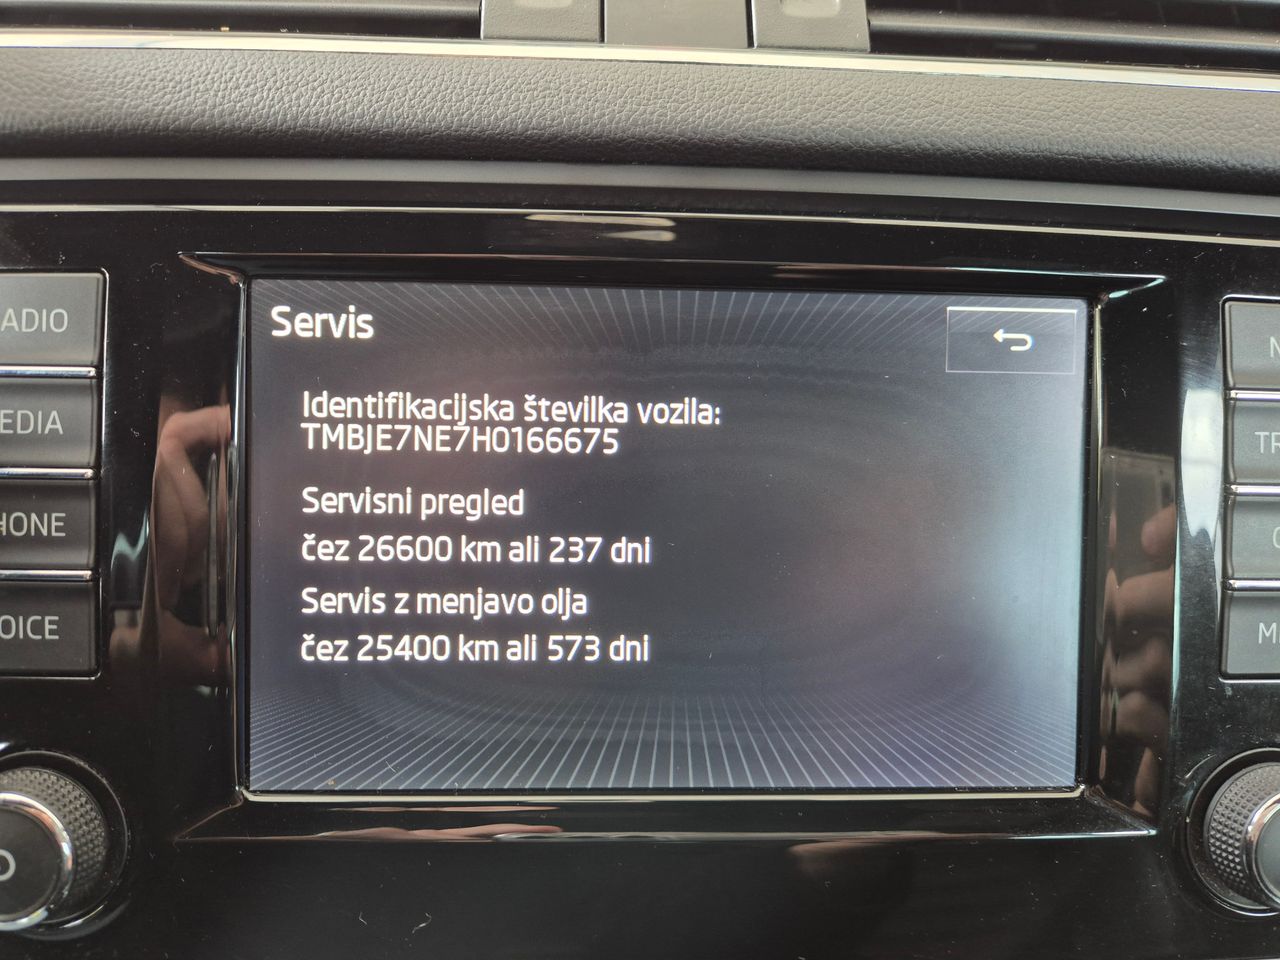 Servis
Identifikacijska številka vozila:
TMBJE7NE7H0166675
Servisni pregled
čez 26600 km ali 237 dni
Servis z menjavo olja
čez 25400 km ali 573 dni
ADIO
EDIA
HONE
OICE
N
TR
M